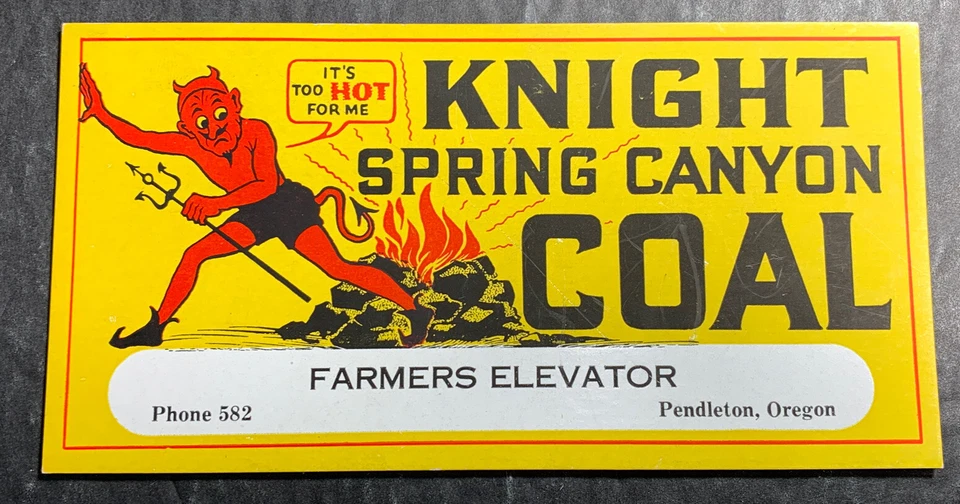 IT'S
TOO HOT
FOR ME
KNIGHT
SPRING CANYON
COAL
FARMERS ELEVATOR
Phone 582
Pendleton, Oregon